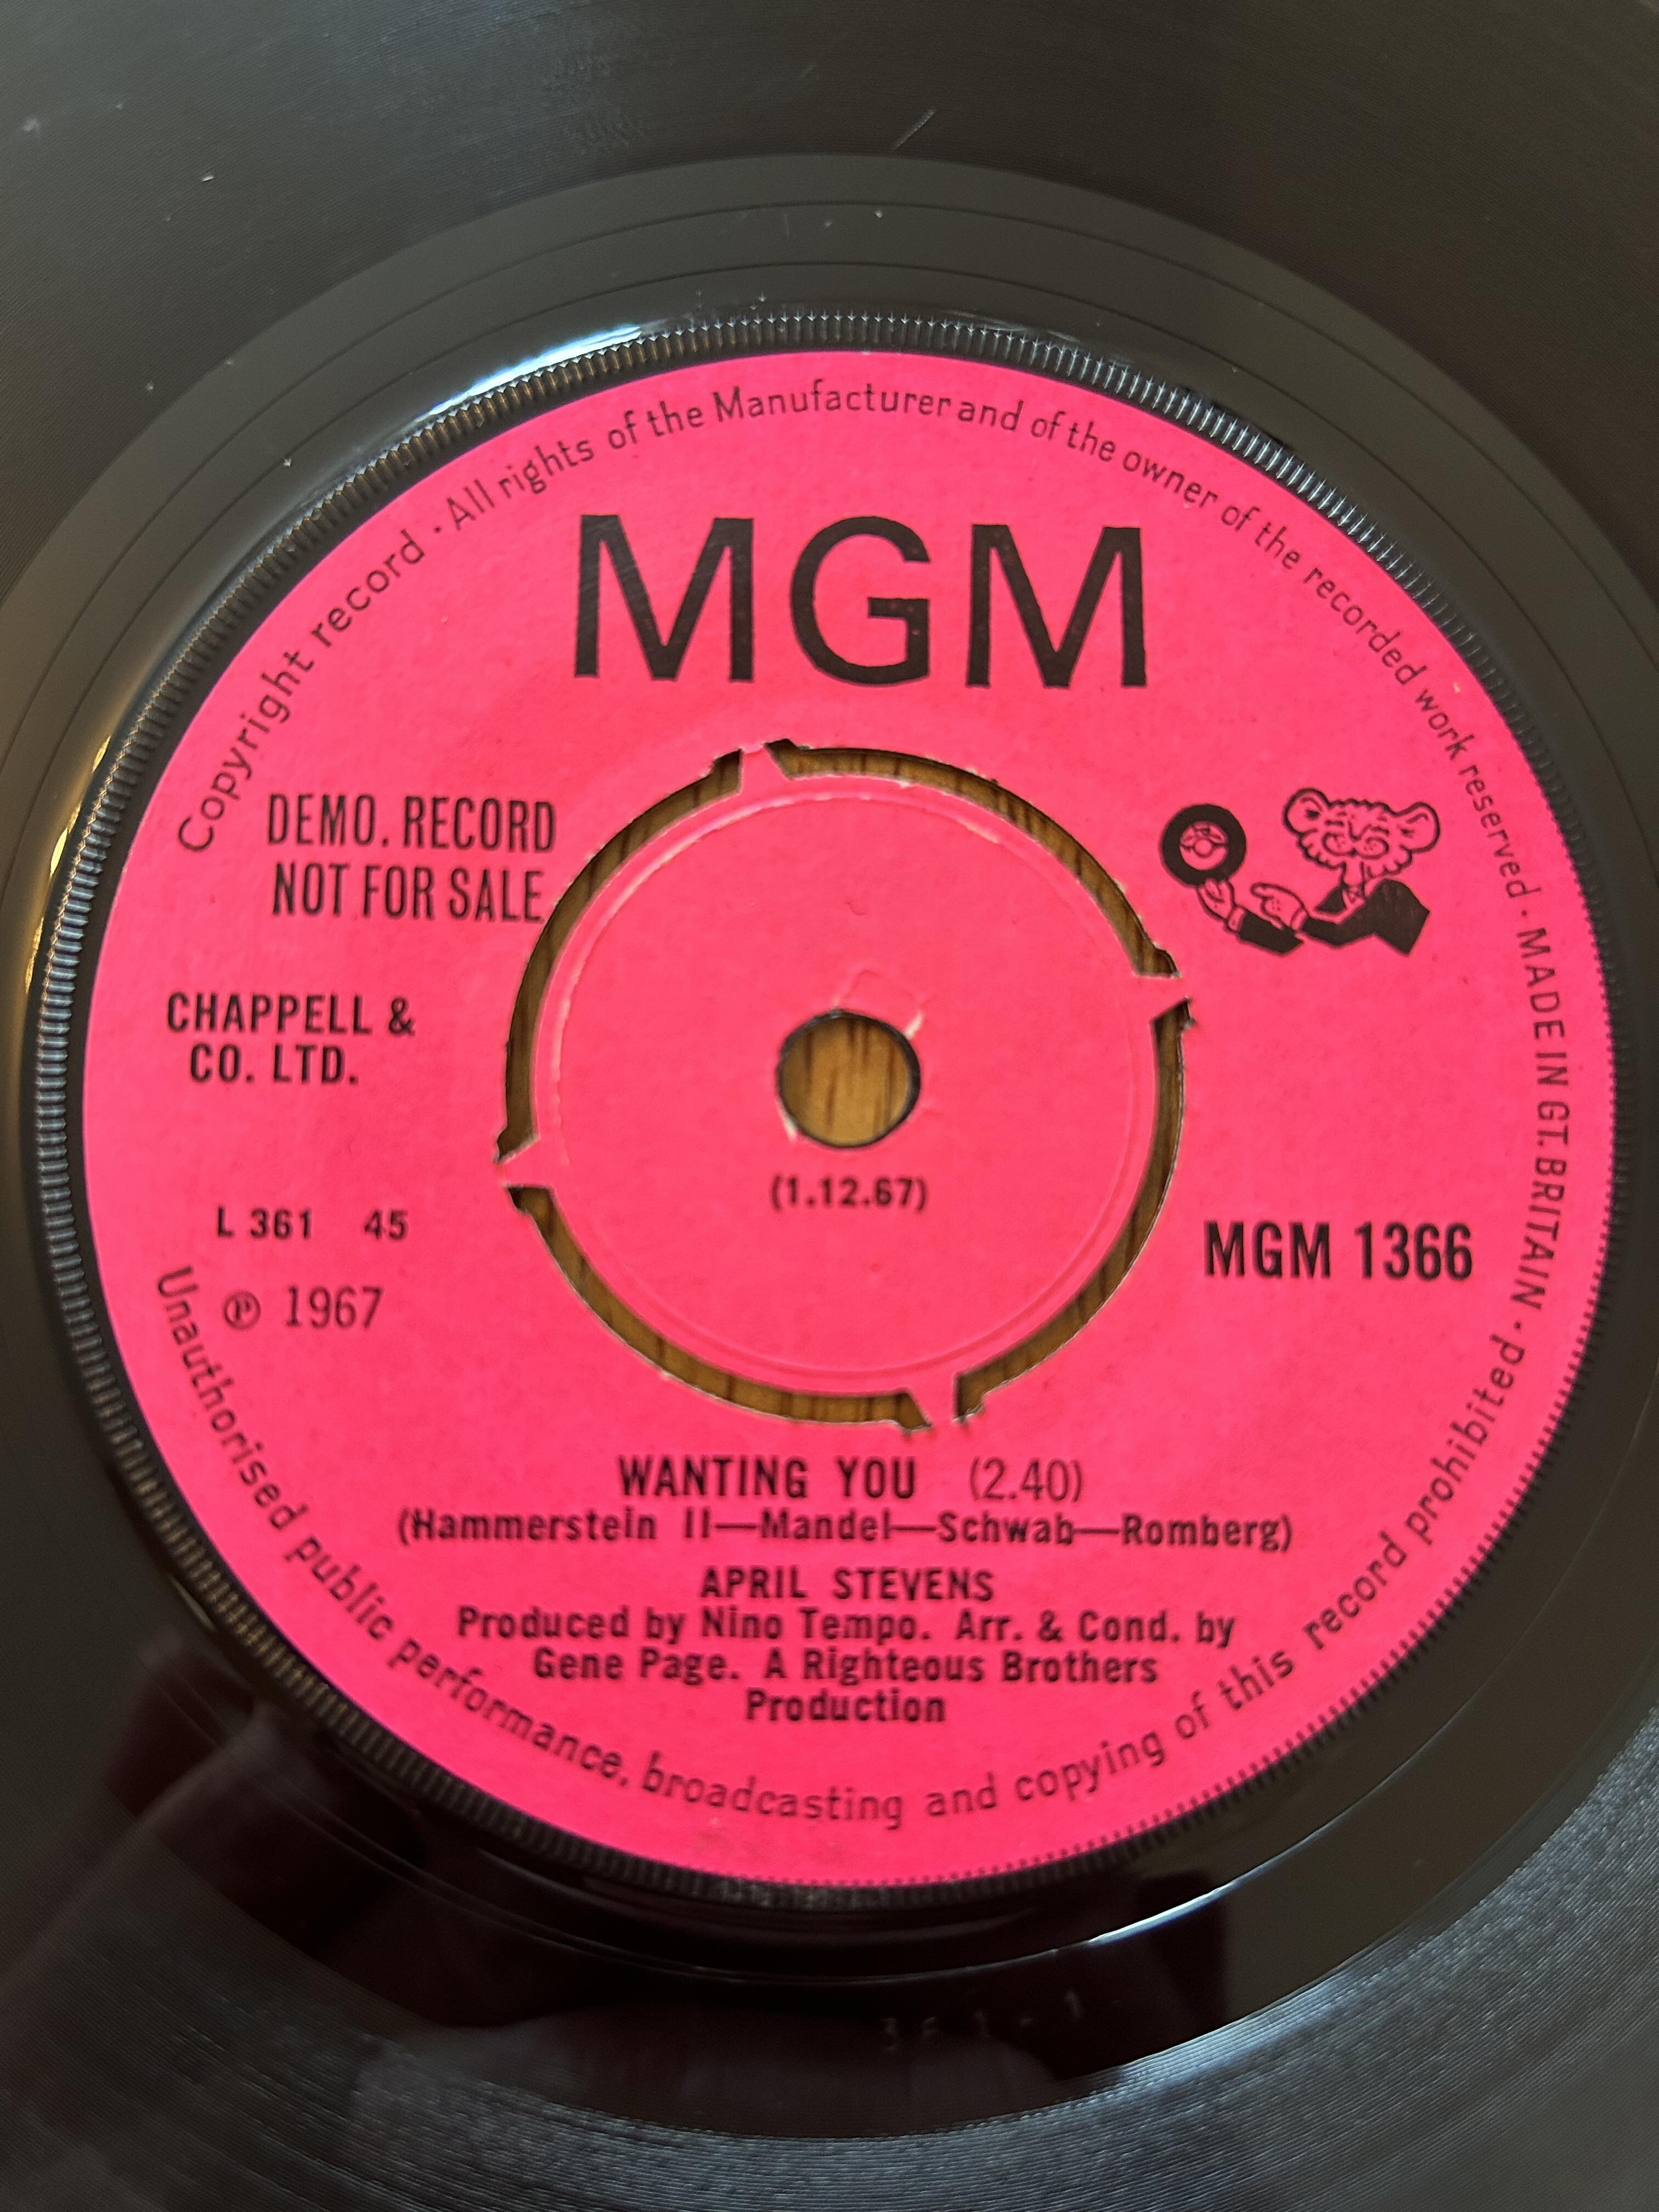 Copyright record · All rights of the Manufacturer and of the owner of the recorded work reserved · MADE IN GT. BRITAIN ·
MGM
DEMO. RECORD
NOT FOR SALE
CHAPPELL &
CO. LTD.
(1.12.67)
L 361 45
MGM 1366
Ⓟ 1967
WANTING YOU (2.40)
(Hammerstein II—Mandel—Schwab—Romberg)
APRIL STEVENS
Produced by Nino Tempo. Arr. & Cond. by
Gene Page. A Righteous Brothers
Production
Unauthorised public performance, broadcasting and copying of this record prohibited
361-1